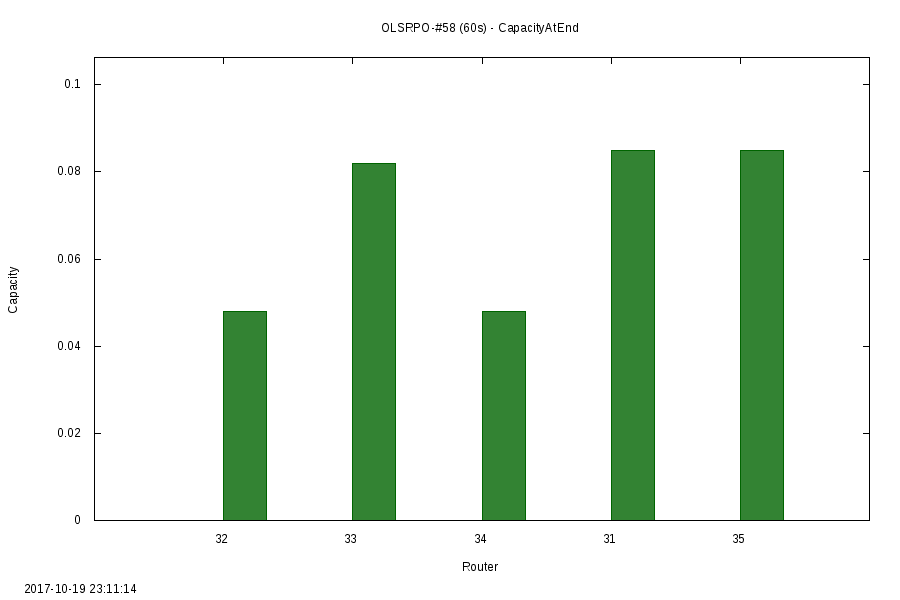 OLSRPO-#58 (60s) - CapacityAtEnd
0.1
0.08
0.06
0.04
0.02
0
Capacity
32 33 34 31 35
Router
2017-10-19 23:11:14